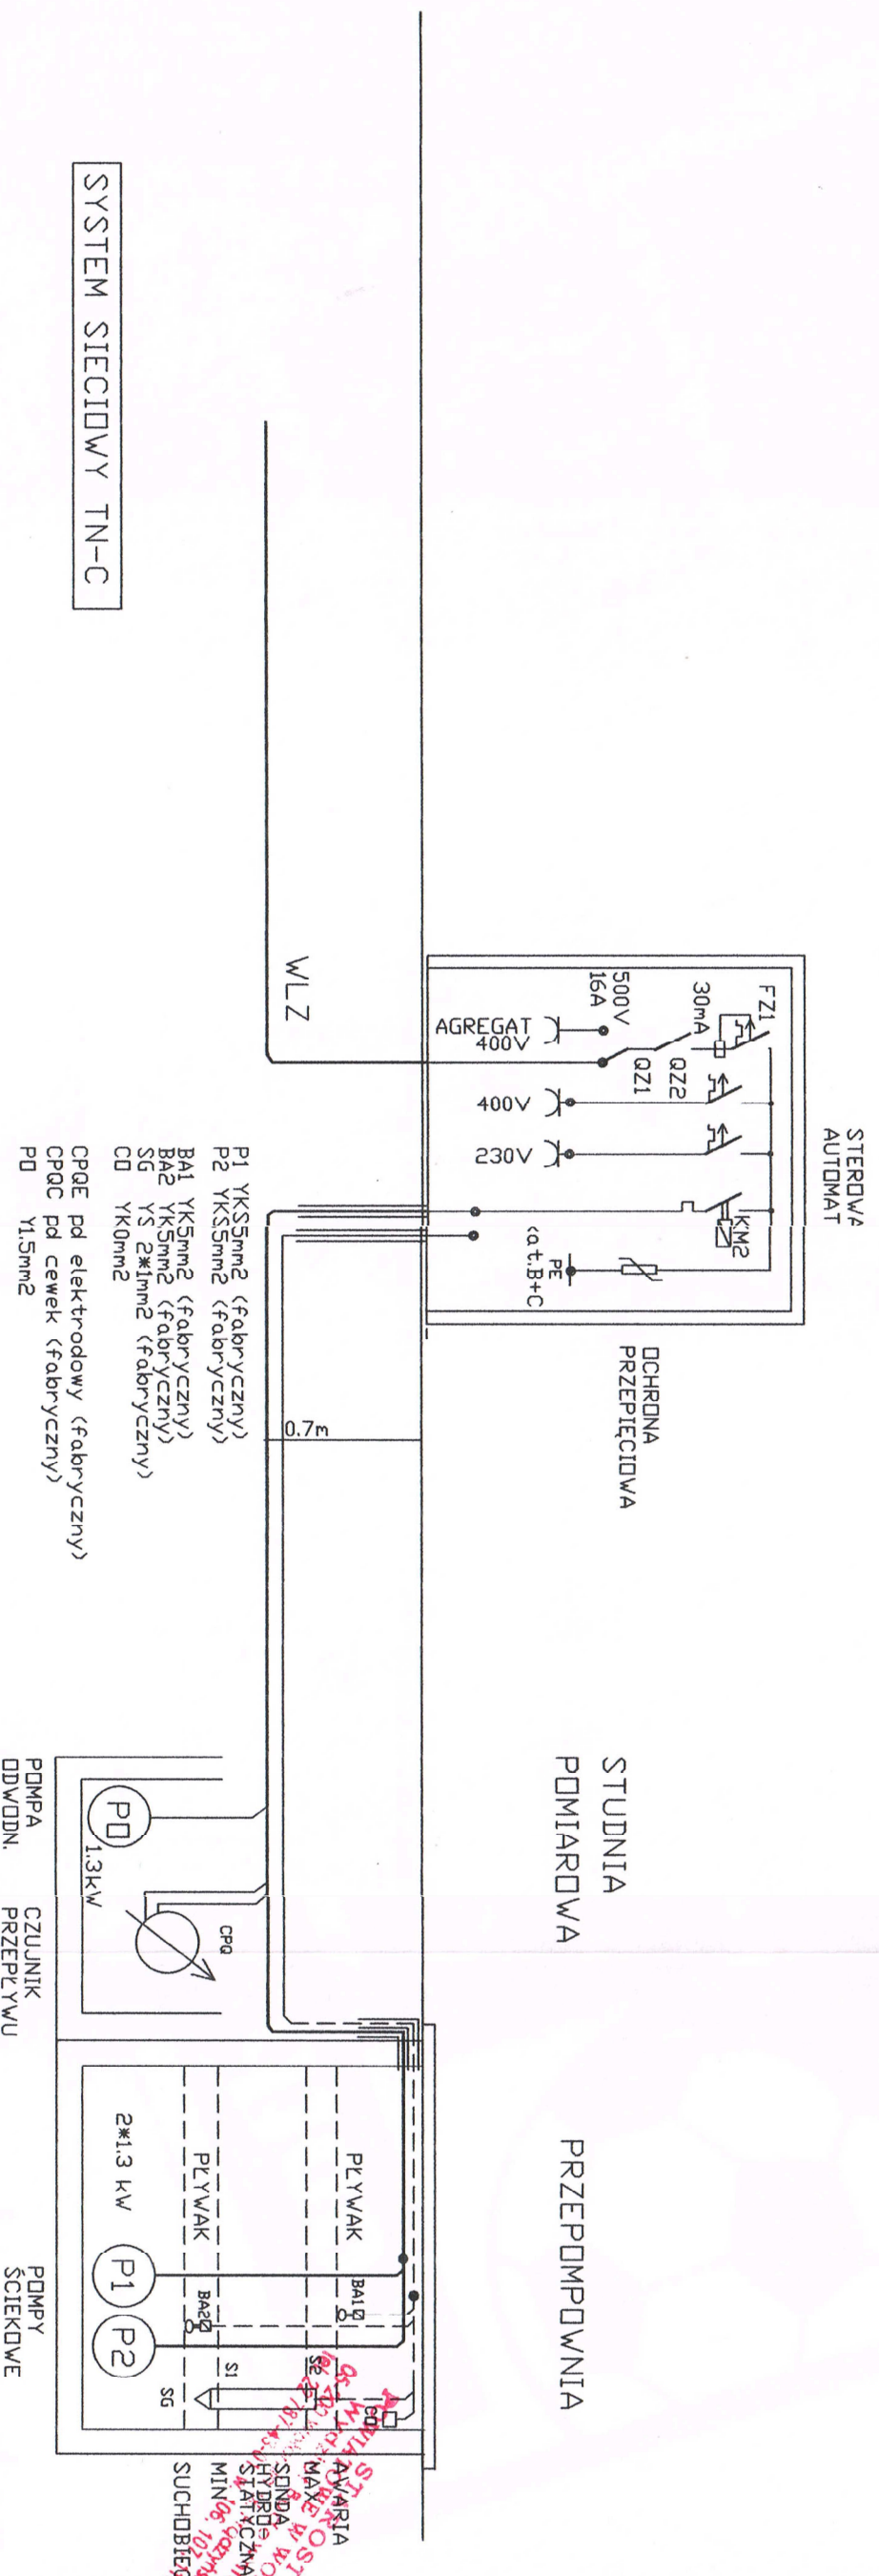 STEROWA
AUTOMAT
FZ1
30mA
QZ2
QZ1
500V
16A
AGREGAT
400V
400V
230V
KM2
PE
cat.B+C
OCHRONA
PRZEPIĘCIOWA
STUDNIA
POMIAROWA
PRZEPOMPOWNIA
WLZ
0.7m
SYSTEM SIECIOWY TN-C
P1 YKS5mm2 (fabryczny)
P2 YKS5mm2 (fabryczny)
BA1 YK5mm2 (fabryczny)
BA2 YK5mm2 (fabryczny)
SG YS 2*1mm2 (fabryczny)
CO YK0mm2
CPQE pd elektrodowy (fabryczny)
CPQC pd cewek (fabryczny)
PO Y1.5mm2
PO
1.3kW
CPQ
POMPA
ODWODN.
CZUJNIK
PRZEPŁYWU
PŁYWAK
PŁYWAK
BA1
BA2
2*1.3 kW
P1
P2
S1
S2
SG
CO
POMPY
ŚCIEKOWE
AWARIA
MAX
SONDA
HYDRO-
STATYCZNA
MIN
SUCHOBIEG